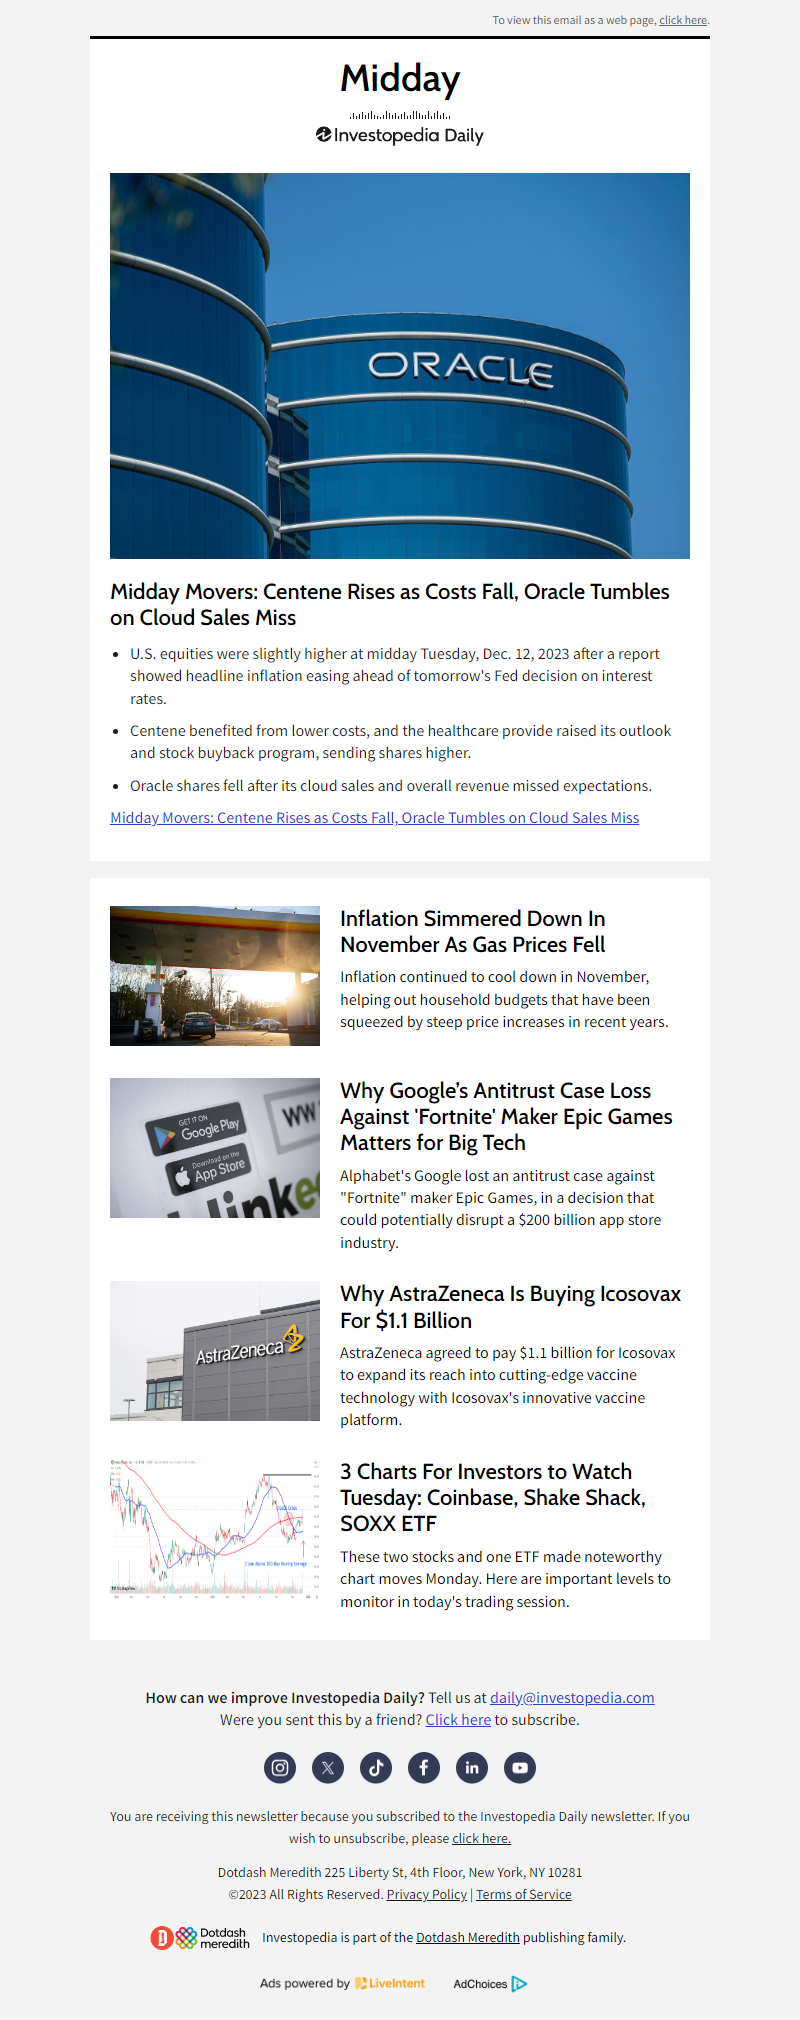 To view this email as a web page, click here.
Midday
Investopedia Daily
ORACLE
Midday Movers: Centene Rises as Costs Fall, Oracle Tumbles
on Cloud Sales Miss
• U.S. equities were slightly higher at midday Tuesday, Dec. 12, 2023 after a report
showed headline inflation easing ahead of tomorrow's Fed decision on interest
rates.
• Centene benefited from lower costs, and the healthcare provide raised its outlook
and stock buyback program, sending shares higher.
• Oracle shares fell after its cloud sales and overall revenue missed expectations.
Midday Movers: Centene Rises as Costs Fall, Oracle Tumbles on Cloud Sales Miss
Inflation Simmered Down In
November As Gas Prices Fell
Inflation continued to cool down in November,
helping out household budgets that have been
squeezed by steep price increases in recent years.
GET IT ON
Google Play
Download on the
App Store
WW
linke
Why Google’s Antitrust Case Loss
Against 'Fortnite' Maker Epic Games
Matters for Big Tech
Alphabet's Google lost an antitrust case against
"Fortnite" maker Epic Games, in a decision that
could potentially disrupt a $200 billion app store
industry.
AstraZeneca
Why AstraZeneca Is Buying Icosovax
For $1.1 Billion
AstraZeneca agreed to pay $1.1 billion for Icosovax
to expand its reach into cutting-edge vaccine
technology with Icosovax's innovative vaccine
platform.
3 Charts For Investors to Watch
Tuesday: Coinbase, Shake Shack,
SOXX ETF
These two stocks and one ETF made noteworthy
chart moves Monday. Here are important levels to
monitor in today's trading session.
How can we improve Investopedia Daily? Tell us at daily@investopedia.com
Were you sent this by a friend? Click here to subscribe.
You are receiving this newsletter because you subscribed to the Investopedia Daily newsletter. If you
wish to unsubscribe, please click here.
Dotdash Meredith 225 Liberty St, 4th Floor, New York, NY 10281
©2023 All Rights Reserved. Privacy Policy | Terms of Service
Dotdash
meredith
Investopedia is part of the Dotdash Meredith publishing family.
Ads powered by LiveIntent
AdChoices